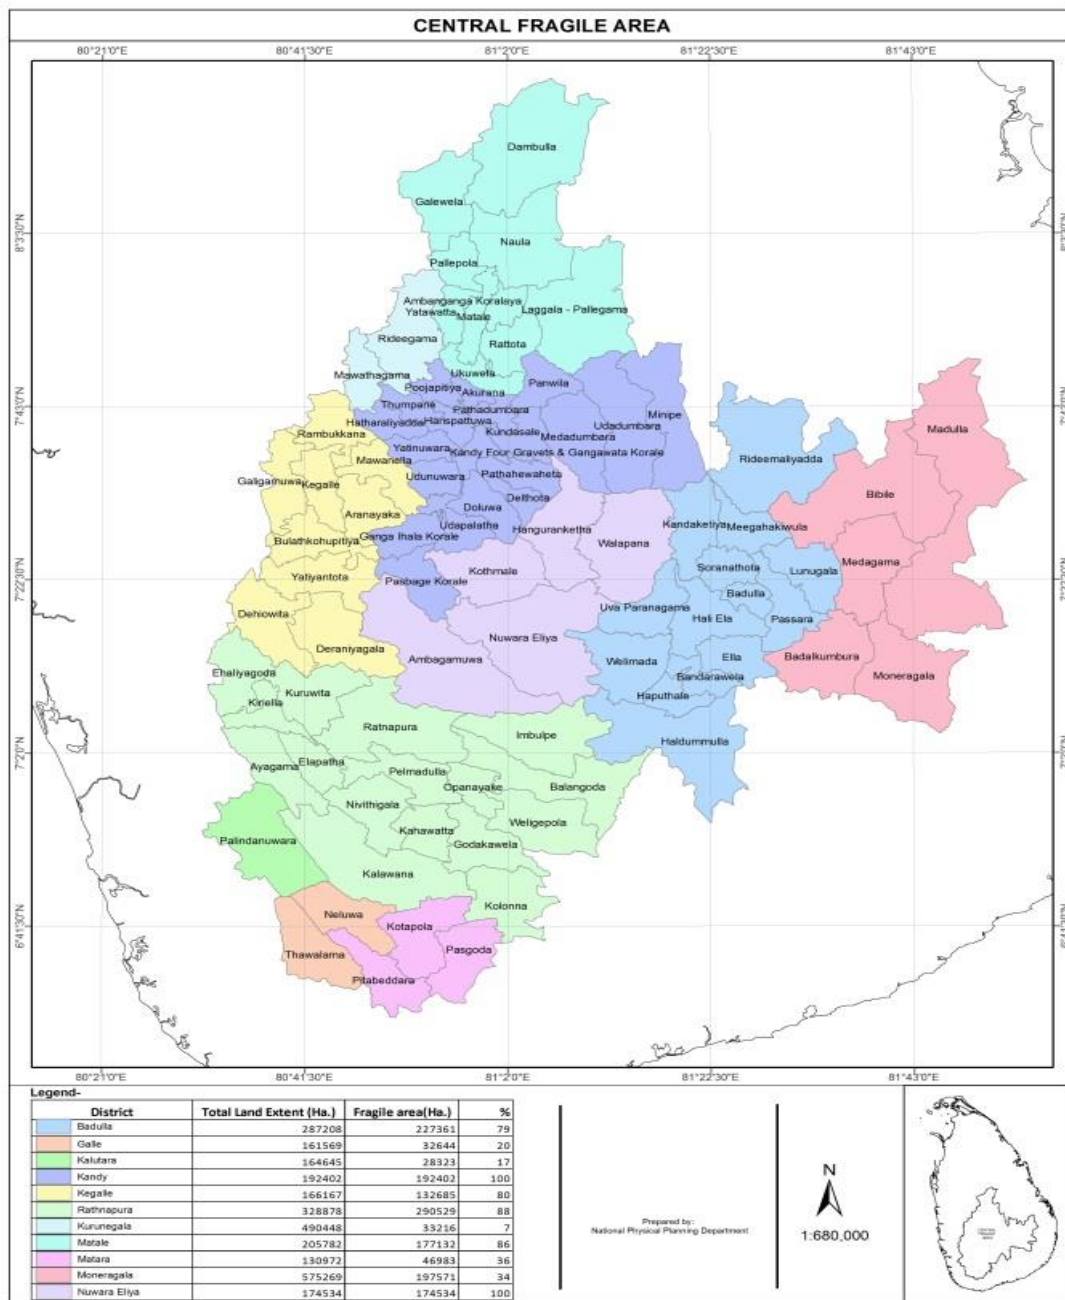 CENTRAL FRAGILE AREA
80°21'0"E 80°41'30"E 81°2'0"E 81°22'30"E 81°43'0"E
Dambulla
Galewela
8°3'30"N
Naula
Pallepola
Ambanganga Koralaya
Yatawatta
Matale
Laggala - Pallegama
Rideegama
Rattota
Mawathagama
Ukuwela
Poojapitiya
Akurana
Panwila
Thumpane
Pathadumbara
7°43'0"N
Minipe
Hatharaliyadda
Harispattuwa
Udadumbara
Madulla
Rambukkana
Kundasale
Medadumbara
Yatinuwara
Kandy Four Gravets & Gangawata Korale
Mawanella
Rideemaliyadda
Udunuwara
Pathahewaheta
Galigamuwa
Kegalle
Delthota
Bibile
Doluwa
Aranayaka
Udapalatha
Kandaketiya
Meegahakiwula
Ganga Ihala Korale
Hanguranketha
Bulathkohupitiya
Walapana
Medagama
Soranathota
Lunugala
Kothmale
Yatiyantota
Pasbage Korale
7°22'30"N
Badulla
Uva Paranagama
Dehiowita
Hali Ela
Passara
Nuwara Eliya
Deraniyagala
Ella
Badalkumbura
Ambagamuwa
Welimada
Ehaliyagoda
Bandarawela
Moneragala
Kuruwita
Haputhale
Kiriella
Ratnapura
Imbulpe
Haldummulla
7°2'0"N
Ayagama
Elapatha
Pelmadulla
Opanayake
Balangoda
Nivithigala
Weligepola
Kahawatta
Palindanuwara
Godakawela
Kalawana
Kolonna
Neluwa
Kotapola
6°41'30"N
Pasgoda
Thawalama
Pitabeddara
80°21'0"E 80°41'30"E 81°2'0"E 81°22'30"E 81°43'0"E
Legend-
District Total Land Extent (Ha.) Fragile area(Ha.) %
Badulla 287208 227361 79
Galle 161569 32644 20
Kalutara 164645 28323 17
Kandy 192402 192402 100
Kegalle 166167 132685 80
Rathnapura 328878 290529 88
Kurunegala 490448 33216 7
Matale 205782 177132 86
Matara 130972 46983 36
Moneragala 575269 197571 34
Nuwara Eliya 174534 174534 100
Prepared by:
National Physical Planning Department
N
1:680,000